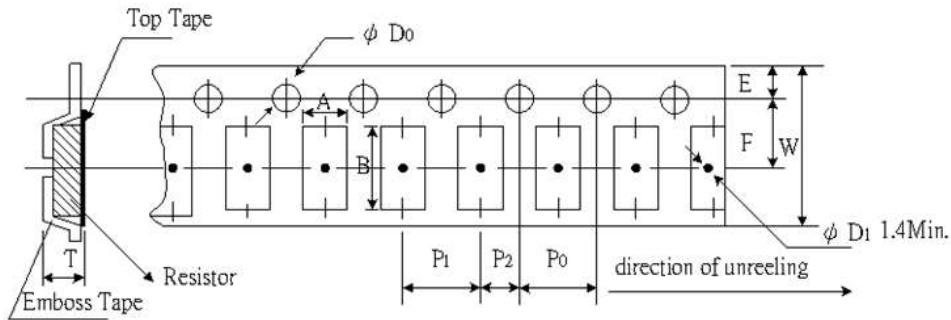 Top Tape
ϕ D0
A
E
F
W
B
ϕ D1 1.4Min.
P1
P2
P0
direction of unreeling
T
Resistor
Emboss Tape